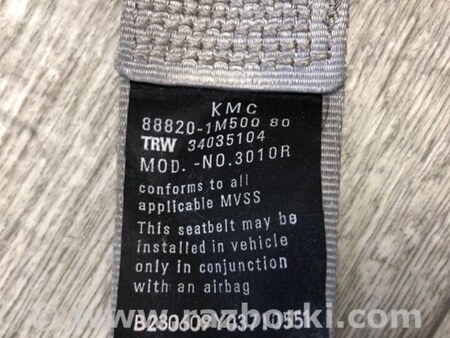 KMC
88820-1M500 80
TRW 34035104
MOD. -NO.3010R
conforms to all
applicable MVSS
This seatbelt may be
installed in vehicle
only in conjunction
with an airbag
www.razborki.com